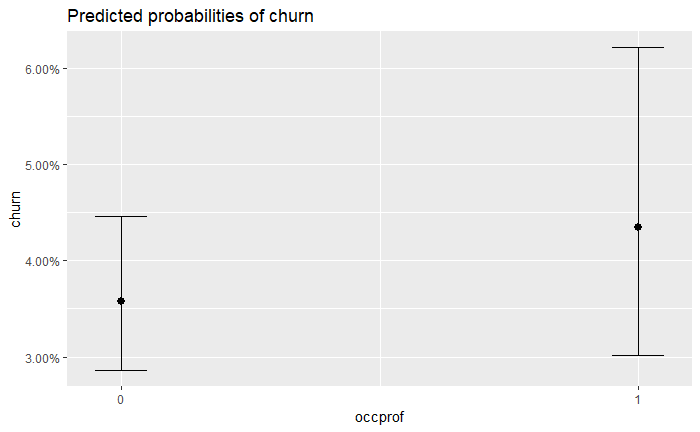 Predicted probabilities of churn
6.00%
5.00%
churn
4.00%
3.00%
0
1
occprof